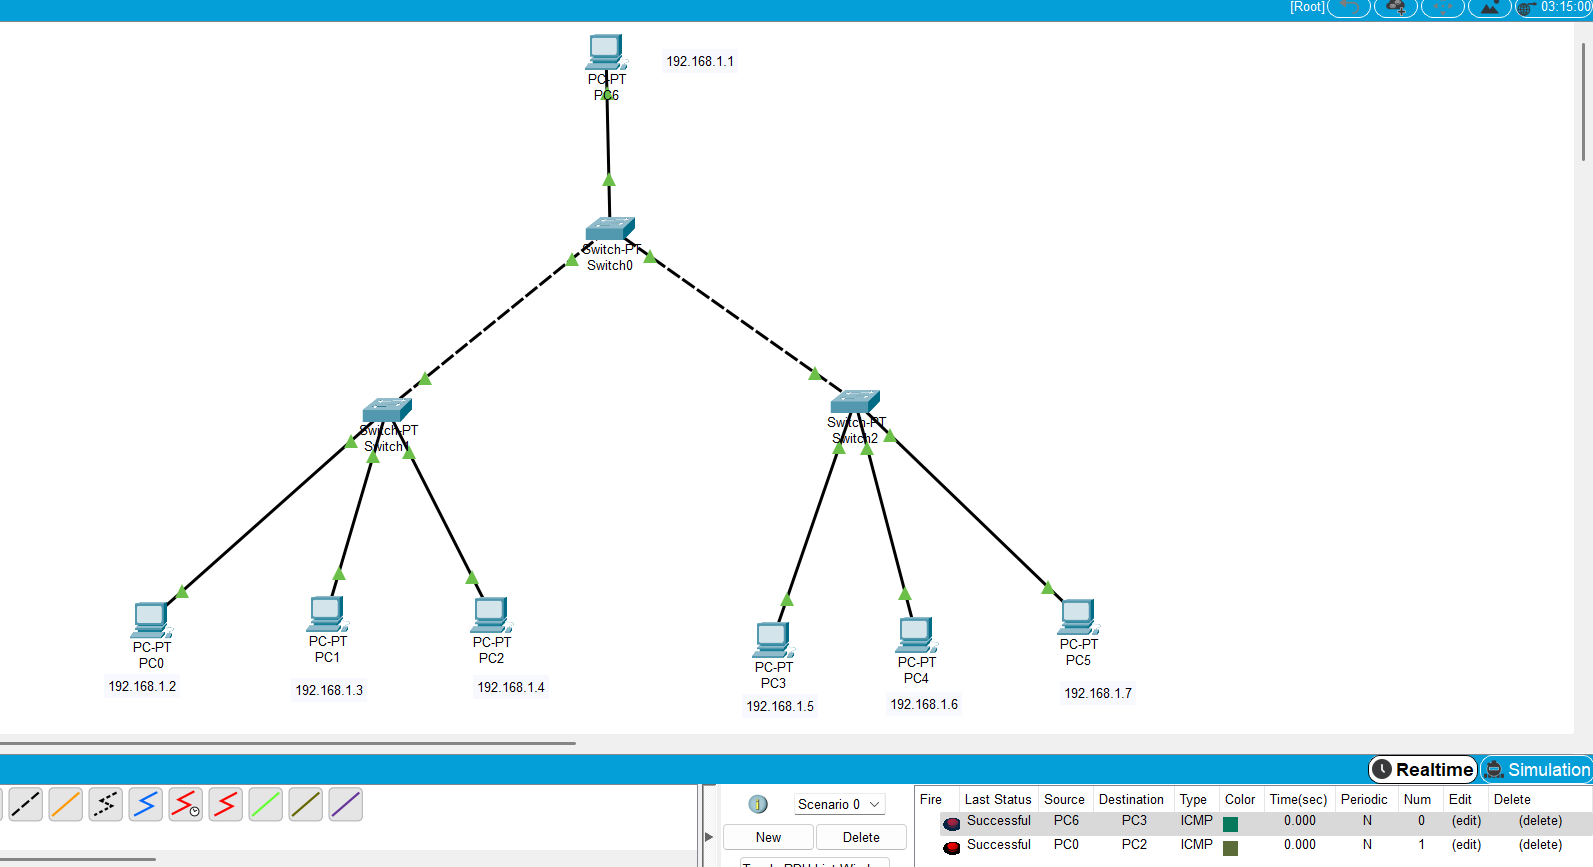 [Root]
03:15:00
192.168.1.1
PC-PT
PC6
Switch-PT
Switch0
Switch-PT
Switch1
Switch-PT
Switch2
PC-PT
PC0
192.168.1.2
PC-PT
PC1
192.168.1.3
PC-PT
PC2
192.168.1.4
PC-PT
PC3
192.168.1.5
PC-PT
PC4
192.168.1.6
PC-PT
PC5
192.168.1.7
Realtime Simulation
Scenario 0
New Delete
Fire Last Status Source Destination Type Color Time(sec) Periodic Num Edit Delete
Successful PC6 PC3 ICMP 0.000 N 0 (edit) (delete)
Successful PC0 PC2 ICMP 0.000 N 1 (edit) (delete)